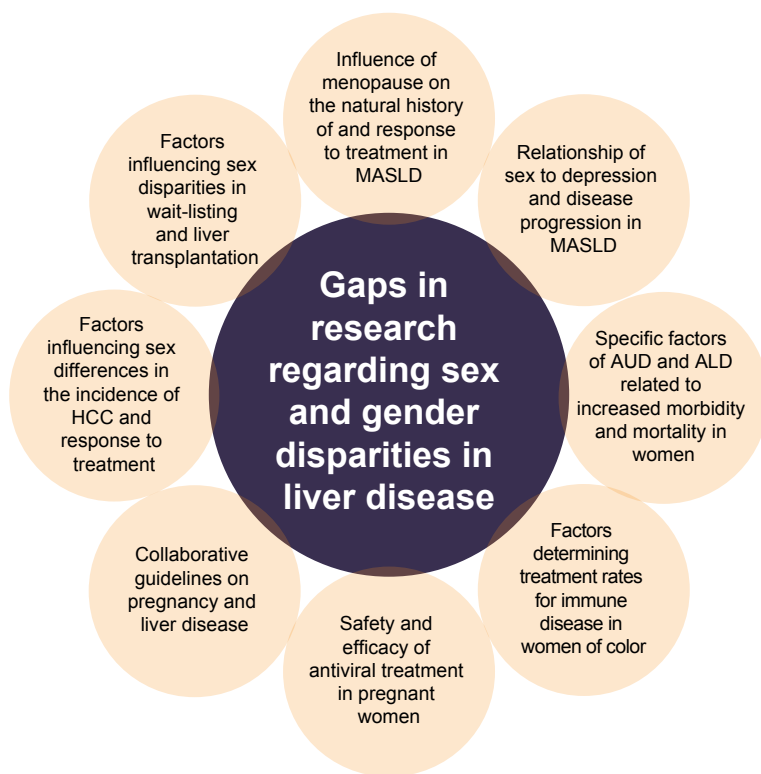 Influence of
menopause on
the natural history
of and response
to treatment in
MASLD
Relationship of
sex to depression
and disease
progression in
MASLD
Specific factors
of AUD and ALD
related to
increased morbidity
and mortality in
women
Factors
determining
treatment rates
for immune
disease in
women of color
Safety and
efficacy of
antiviral treatment
in pregnant
women
Collaborative
guidelines on
pregnancy and
liver disease
Factors
influencing sex
differences in
the incidence of
HCC and
response to
treatment
Factors
influencing sex
disparities in
wait-listing
and liver
transplantation
Gaps in
research
regarding sex
and gender
disparities in
liver disease